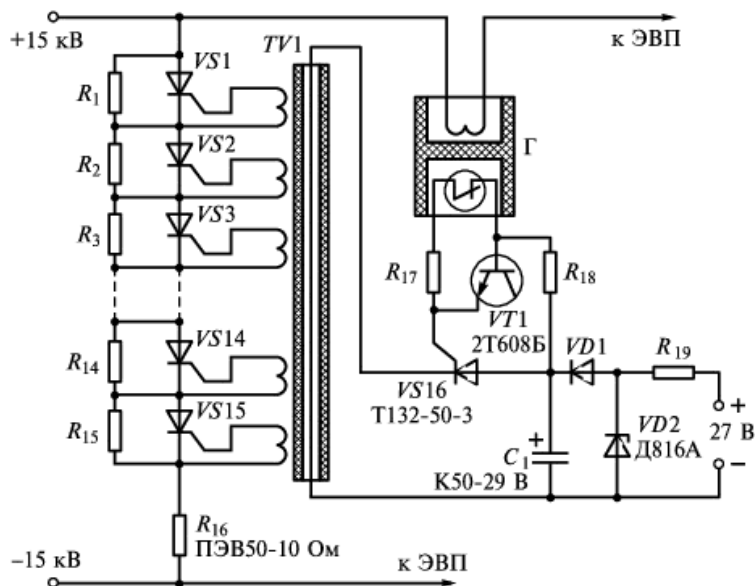 +15 кВ
к ЭВП
VS1
TV1
R1
VS2
R2
Г
VS3
R3
R17
R18
VT1
2Т608Б
VS14
VD1
R19
R14
VS16
Т132-50-3
+
VS15
VD2
27 В
R15
+
C1
Д816А
–
К50-29 В
R16
ПЭВ50-10 Ом
–15 кВ
к ЭВП